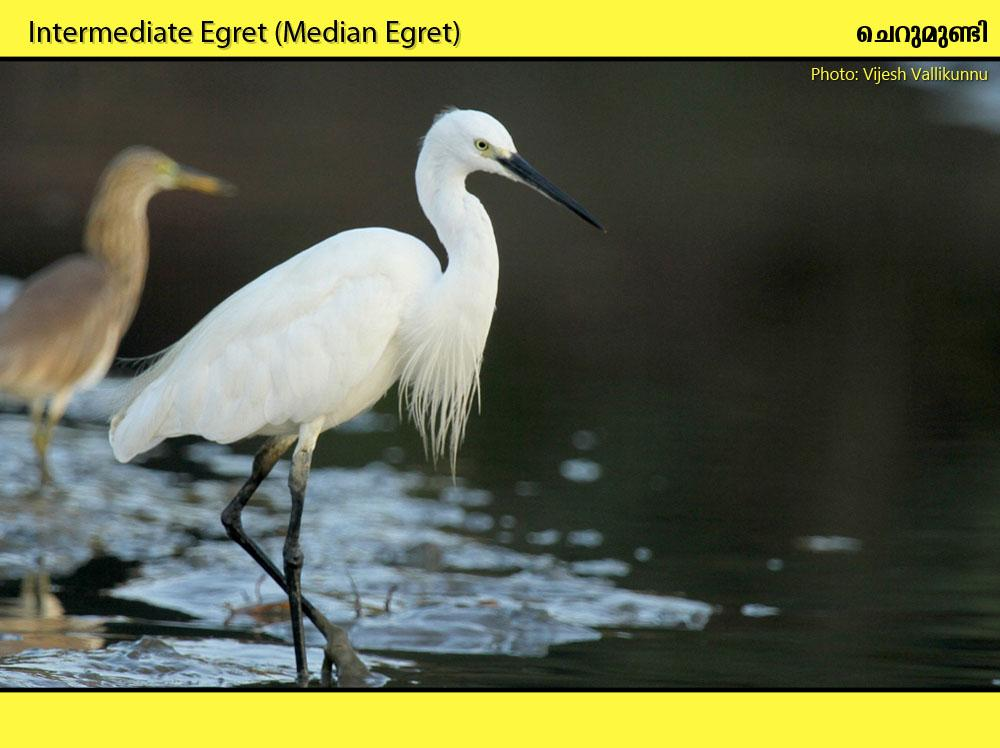 Intermediate Egret (Median Egret)
ചെറുമുണ്ടി
Photo: Vijesh Vallikunnu